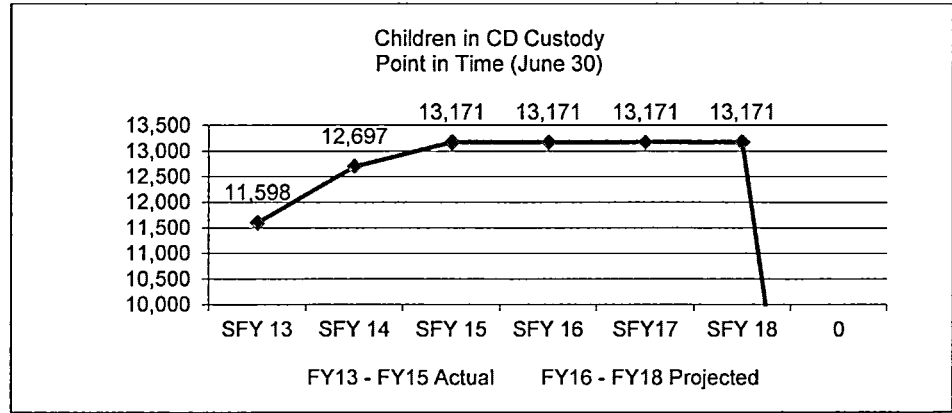 Children in CD Custody
Point in Time (June 30)
13,171 13,171 13,171 13,171
13,500
12,697
13,000
12,500
11,598
12,000
11,500
11,000
10,500
10,000
SFY 13 SFY 14 SFY 15 SFY 16 SFY17 SFY 18 0
FY13 - FY15 Actual FY16 - FY18 Projected